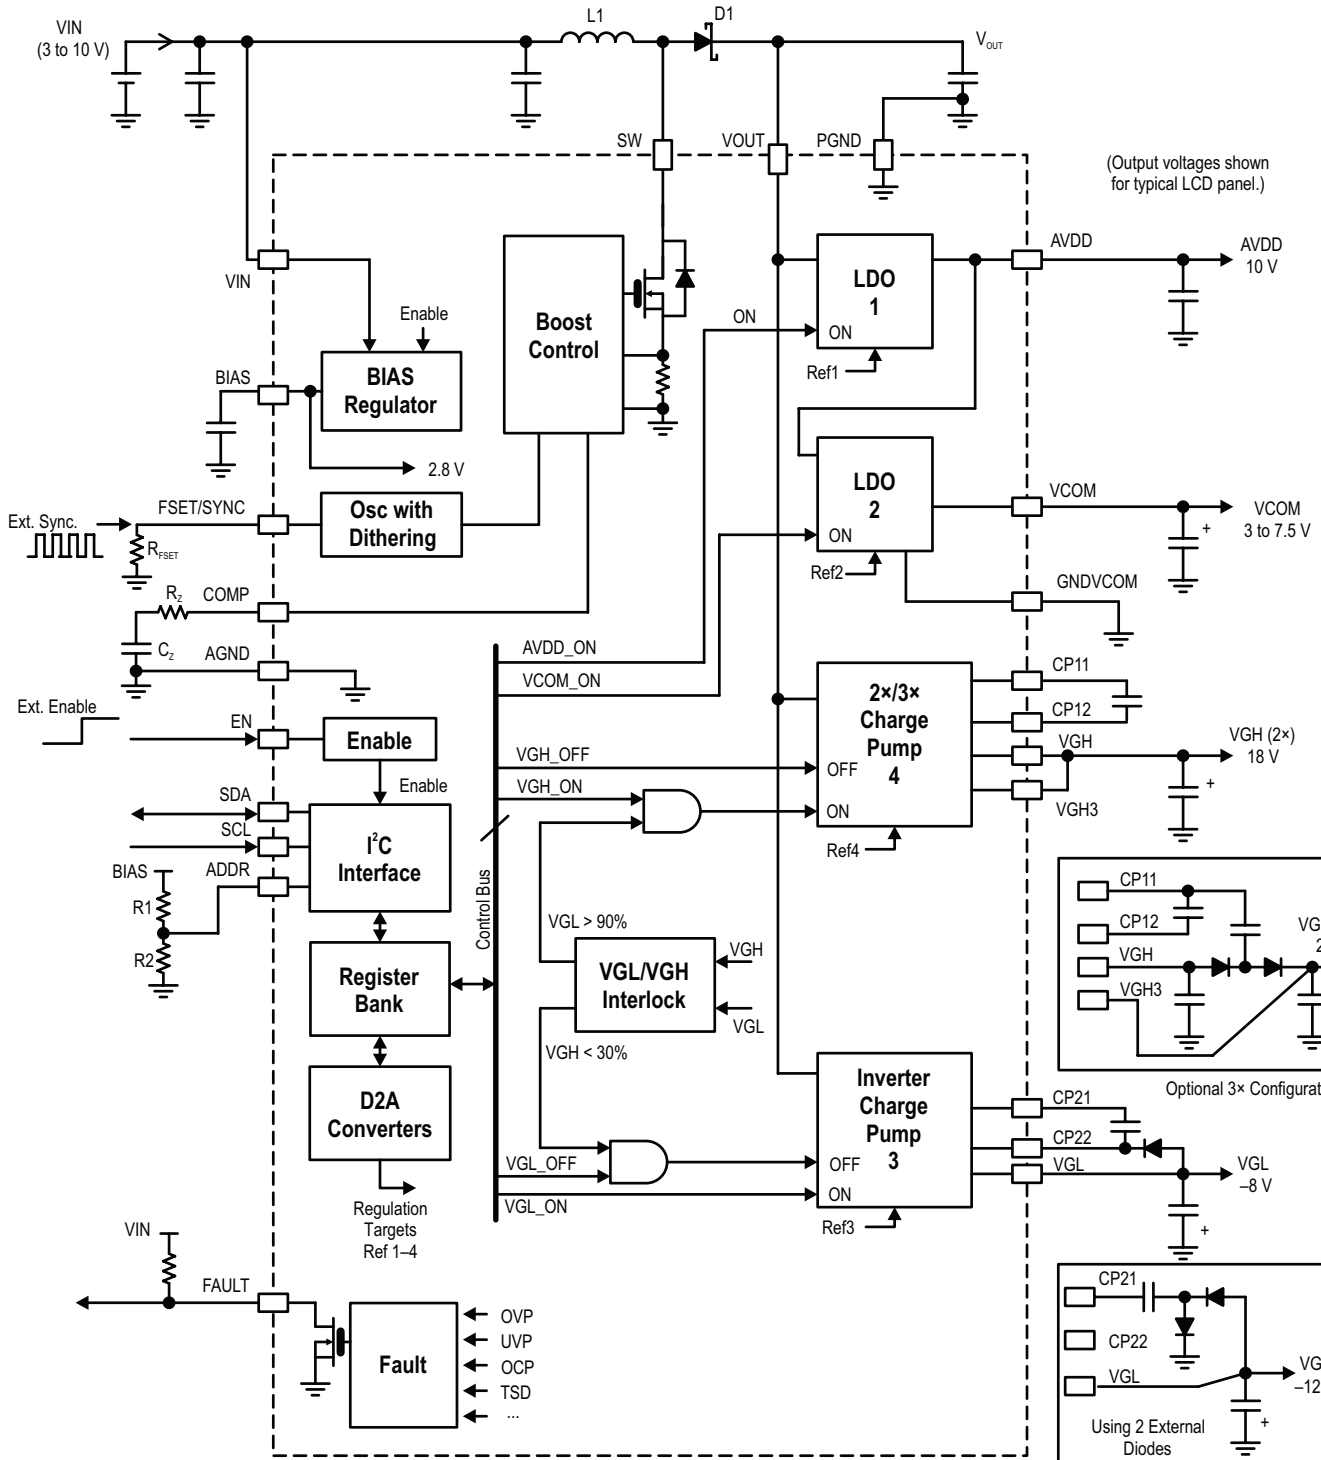 VIN
(3 to 10 V)
L1
D1
VOUT
SW
VOUT
PGND
(Output voltages shown
for typical LCD panel.)
VIN
Enable
BIAS
Regulator
BIAS
2.8 V
Boost
Control
ON
LDO
1
ON
Ref1
AVDD
AVDD
10 V
LDO
2
ON
Ref2
VCOM
VCOM
3 to 7.5 V
+
GNDVCOM
Ext. Sync.
FSET/SYNC
RFSET
Osc with
Dithering
RZ
COMP
CZ
AGND
Ext. Enable
EN
Enable
Enable
SDA
SCL
ADDR
BIAS
R1
R2
I2C
Interface
Register
Bank
D2A
Converters
Regulation
Targets
Ref 1–4
Control Bus
AVDD_ON
VCOM_ON
VGH_OFF
VGH_ON
VGL > 90%
VGL/VGH
Interlock
VGH
VGL
VGH < 30%
VGL_OFF
VGL_ON
2×/3×
Charge
Pump
4
OFF
ON
Ref4
CP11
CP12
VGH
VGH3
VGH (2×)
18 V
+
CP11
CP12
VGH
VGH3
Inverter
Charge
Pump
3
OFF
ON
Ref3
CP21
CP22
VGL
VGL
–8 V
+
CP21
CP22
VGL
+
Using 2 External
Diodes
VIN
FAULT
Fault
OVP
UVP
OCP
TSD
...
Optional 3×